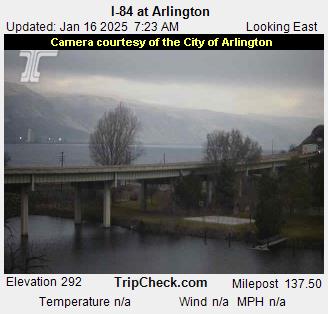 I-84 at Arlington
Updated: Jan 16 2025 7:23 AM Looking East
Camera courtesy of the City of Arlington
Elevation 292 TripCheck.com Milepost 137.50
Temperature n/a Wind n/a MPH n/a